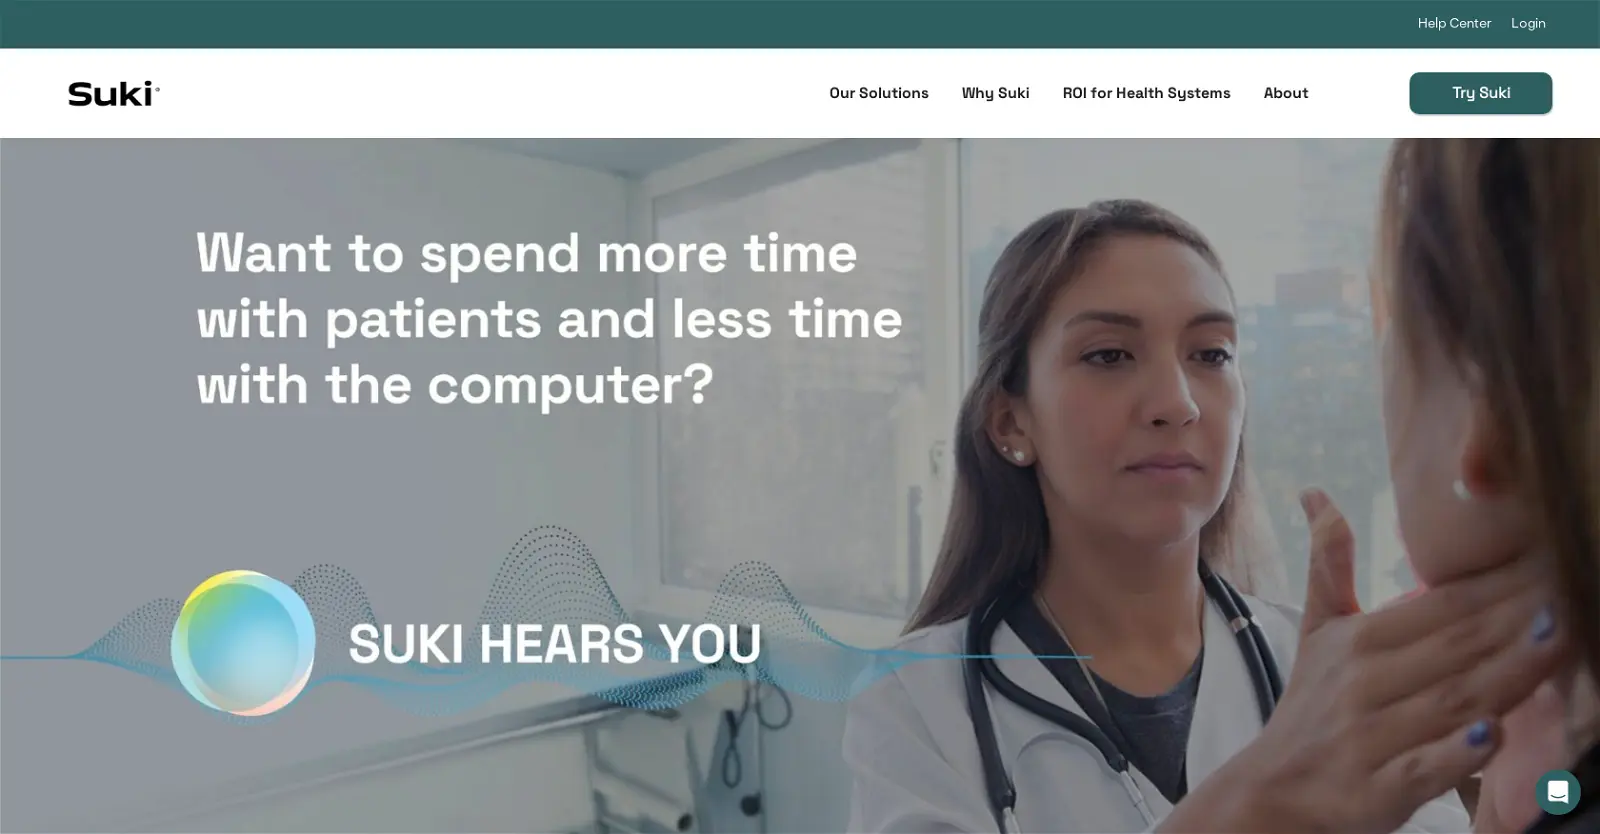 Help Center Login
Suki®
Our Solutions Why Suki ROI for Health Systems About Try Suki
Want to spend more time
with patients and less time
with the computer?
SUKI HEARS YOU